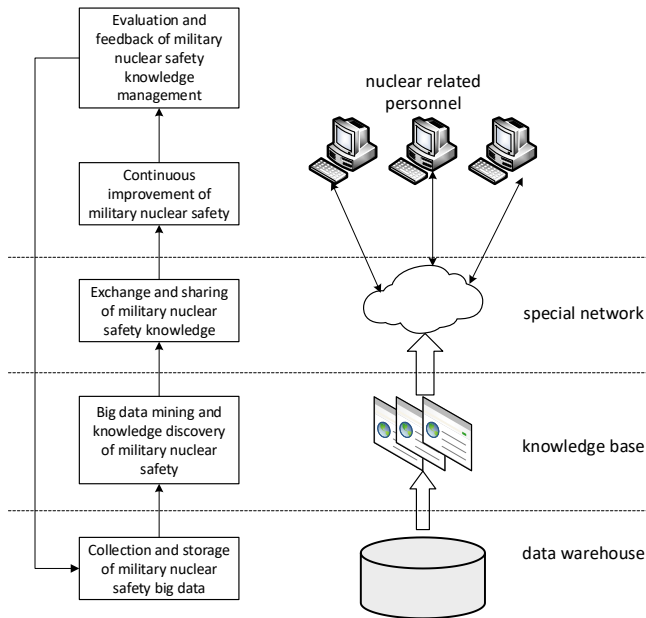 Evaluation and
feedback of military
nuclear safety
knowledge
management
nuclear related
personnel
Continuous
improvement of
military nuclear safety
Exchange and sharing
of military nuclear
safety knowledge
special network
Big data mining and
knowledge discovery
of military nuclear
safety
knowledge base
Collection and storage
of military nuclear
safety big data
data warehouse